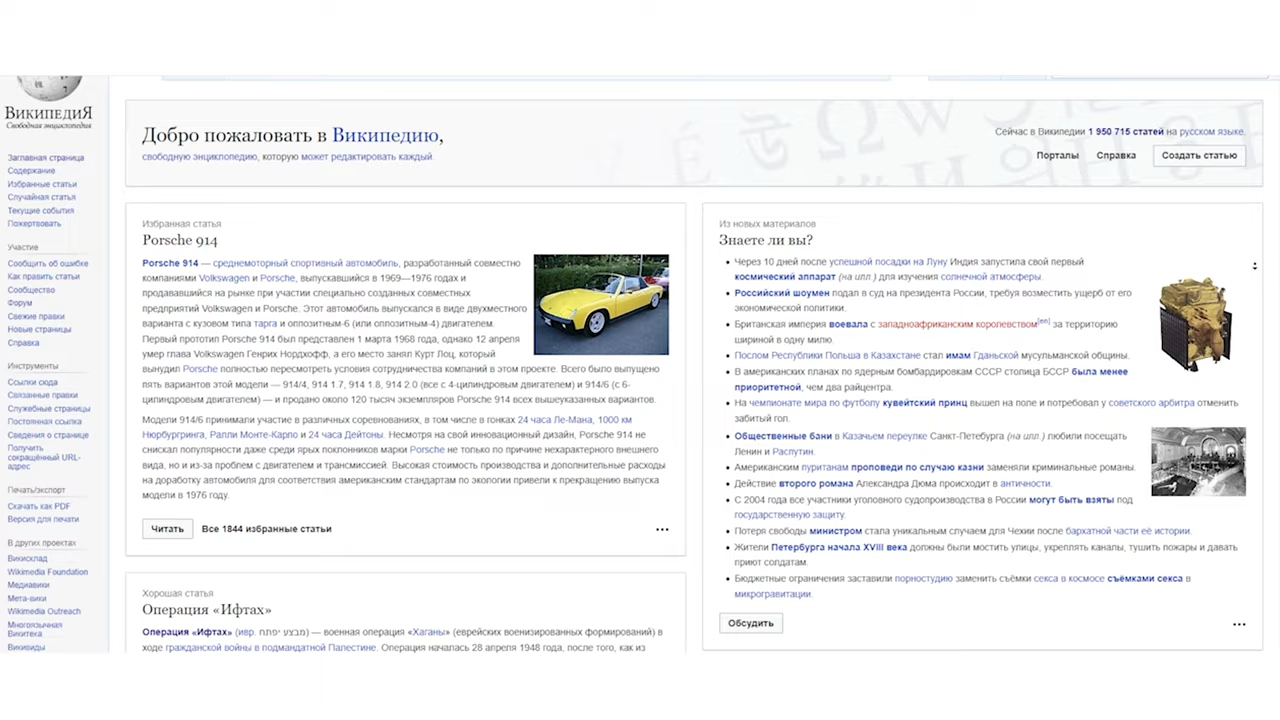 ВИКИПЕДИЯ
Свободная энциклопедия
Заглавная страница
Содержание
Избранные статьи
Случайная статья
Текущие события
Пожертвовать
Участие
Сообщить об ошибке
Как править статьи
Сообщество
Форум
Свежие правки
Новые страницы
Справка
Инструменты
Ссылки сюда
Связанные правки
Служебные страницы
Постоянная ссылка
Сведения о странице
Получить
сокращённый URL-
адрес
Печать/экспорт
Скачать как PDF
Версия для печати
В других проектах
Викисклад
Wikimedia Foundation
Медиавики
Мета-вики
Wikimedia Outreach
Многоязычная
Викитека
Викивиды
Добро пожаловать в Википедию,
свободную энциклопедию, которую может редактировать каждый.
Сейчас в Википедии 1 950 715 статей на русском языке.
Порталы Справка Создать статью
Избранная статья
Porsche 914
Porsche 914 — среднемоторный спортивный автомобиль, разработанный совместно
компаниями Volkswagen и Porsche, выпускавшийся в 1969—1976 годах и
продававшийся на рынке при участии специально созданных совместных
предприятий Volkswagen и Porsche. Этот автомобиль выпускался в виде двухместного
варианта с кузовом типа тарга и оппозитным-6 (или оппозитным-4) двигателем.
Первый прототип Porsche 914 был представлен 1 марта 1968 года, однако 12 апреля
умер глава Volkswagen Генрих Нордхофф, а его место занял Курт Лоц, который
вынудил Porsche полностью пересмотреть условия сотрудничества компаний в этом проекте. Всего было выпущено
пять вариантов этой модели — 914/4, 914 1.7, 914 1.8, 914 2.0 (все с 4-цилиндровым двигателем) и 914/6 (с 6-
цилиндровым двигателем) — и продано около 120 тысяч экземпляров Porsche 914 всех вышеуказанных вариантов.
Модели 914/6 принимали участие в различных соревнованиях, в том числе в гонках 24 часа Ле-Мана, 1000 км
Нюрбургринга, Ралли Монте-Карло и 24 часа Дейтоны. Несмотря на свой инновационный дизайн, Porsche 914 не
снискал популярности даже среди ярых поклонников марки Porsche не только по причине нехарактерного внешнего
вида, но и из-за проблем с двигателем и трансмиссией. Высокая стоимость производства и дополнительные расходы
на доработку автомобиля для соответствия американским стандартам по экологии привели к прекращению выпуска
модели в 1976 году.
Читать Все 1844 избранные статьи
Хорошая статья
Операция «Ифтах»
Операция «Ифтах» (ивр. מבצע יפתח) — военная операция «Хаганы» (еврейских военизированных формирований) в
ходе гражданской войны в подмандатной Палестине. Операция началась 28 апреля 1948 года, после того, как из
Из новых материалов
Знаете ли вы?
Через 10 дней после успешной посадки на Луну Индия запустила свой первый
космический аппарат (на илл.) для изучения солнечной атмосферы.
Российский шоумен подал в суд на президента России, требуя возместить ущерб от его
экономической политики.
Британская империя воевала с западноафриканским королевством[en] за территорию
шириной в одну милю.
Послом Республики Польша в Казахстане стал имам Гданьской мусульманской общины.
В американских планах по ядерным бомбардировкам СССР столица БССР была менее
приоритетной, чем два райцентра.
На чемпионате мира по футболу кувейтский принц вышел на поле и потребовал у советского арбитра отменить
забитый гол.
Общественные бани в Казачьем переулке Санкт-Петебурга (на илл.) любили посещать
Ленин и Распутин.
Американским пуританам проповеди по случаю казни заменяли криминальные романы.
Действие второго романа Александра Дюма происходит в античности.
С 2004 года все участники уголовного судопроизводства в России могут быть взяты под
государственную защиту.
Потеря свободы министром стала уникальным случаем для Чехии после бархатной части её истории.
Жители Петербурга начала XVIII века должны были мостить улицы, укреплять каналы, тушить пожары и давать
приют солдатам.
Бюджетные ограничения заставили порностудию заменить съёмки секса в космосе съёмками секса в
микрогравитации.
Обсудить